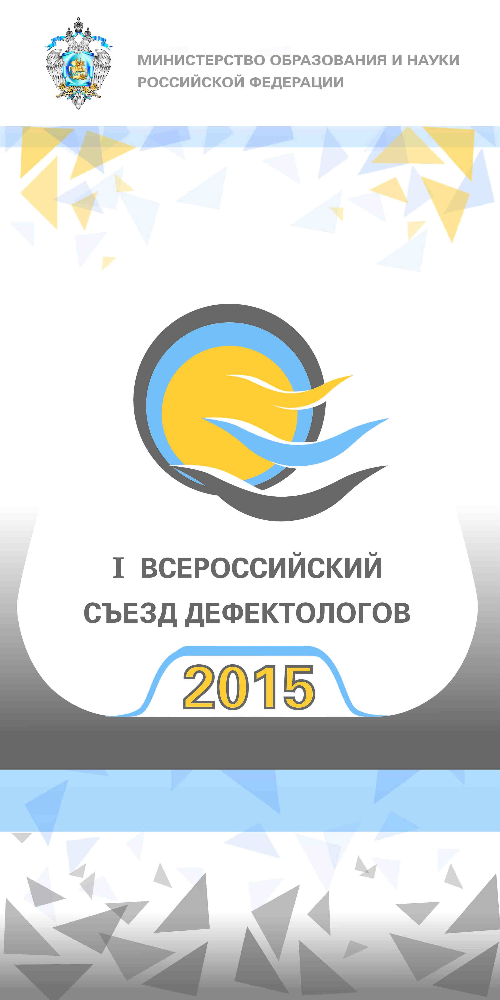 МИНИСТЕРСТВО ОБРАЗОВАНИЯ И НАУКИ
РОССИЙСКОЙ ФЕДЕРАЦИИ
I ВСЕРОССИЙСКИЙ
СЪЕЗД ДЕФЕКТОЛОГОВ
2015